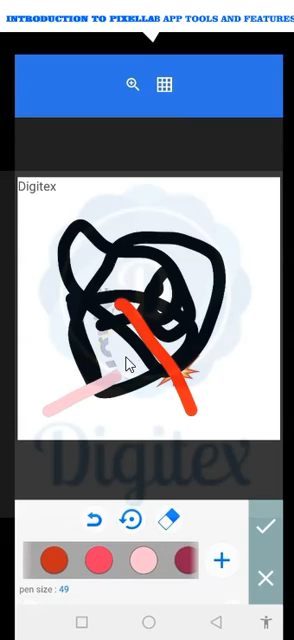 INTRODUCTION TO PIXELLAB APP TOOLS AND FEATURES
Digitex
Digitex
pen size : 49